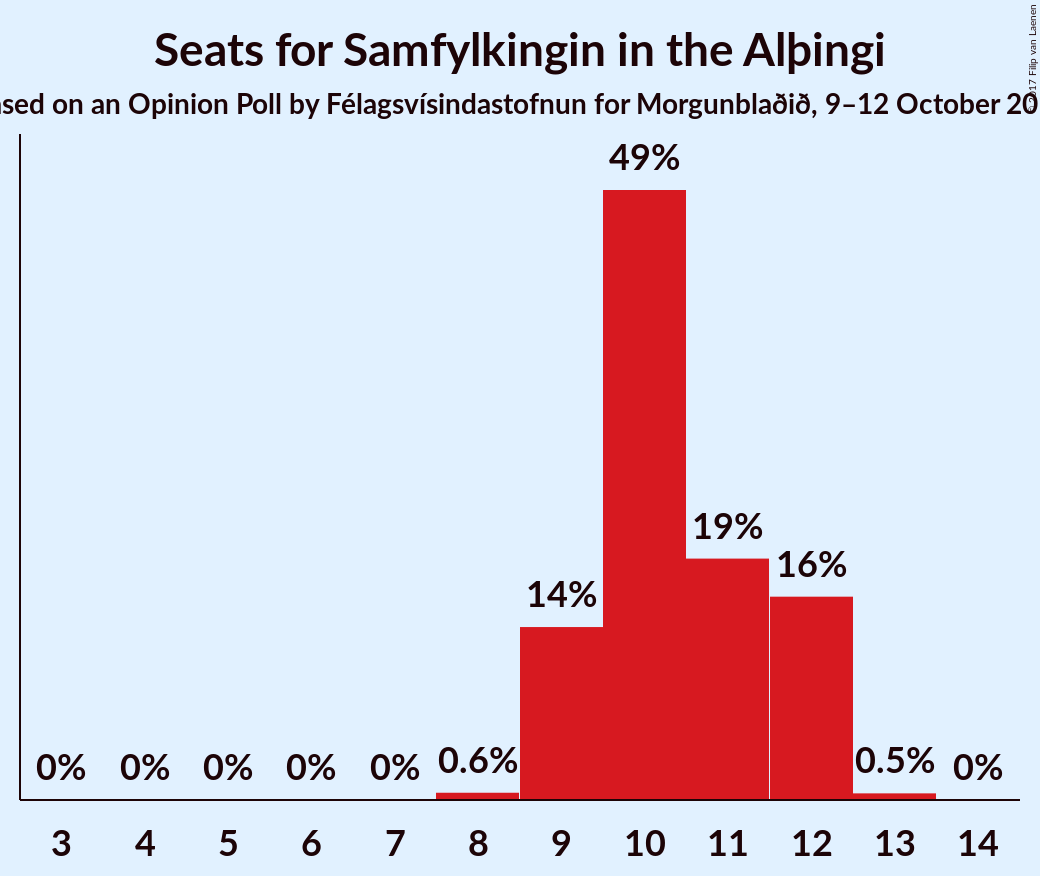 Seats for Samfylkingin in the Alþingi
on an Opinion Poll by Félagsvísindastofnun for Morgunblaðið, 9–12 October
© 2017 Filip van Laenen
49%
19%
16%
14%
0% 0% 0% 0% 0% 0.6% 0.5% 0%
3 4 5 6 7 8 9 10 11 12 13 14